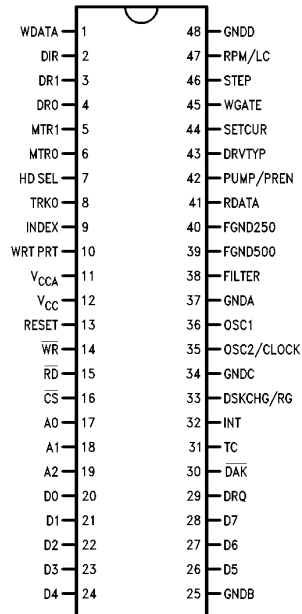 WDATA 1 48 GNDD
DIR 2 47 RPM/LC
DR1 3 46 STEP
DR0 4 45 WGATE
MTR1 5 44 SETCUR
MTR0 6 43 DRVTYP
HD SEL 7 42 PUMP/PREN
TRK0 8 41 RDATA
INDEX 9 40 FGND250
WRT PRT 10 39 FGND500
VCCA 11 38 FILTER
VCC 12 37 GNDA
RESET 13 36 OSC1
WR 14 35 OSC2/CLOCK
RD 15 34 GNDC
CS 16 33 DSKCHG/RG
A0 17 32 INT
A1 18 31 TC
A2 19 30 DAK
D0 20 29 DRQ
D1 21 28 D7
D2 22 27 D6
D3 23 26 D5
D4 24 25 GNDB